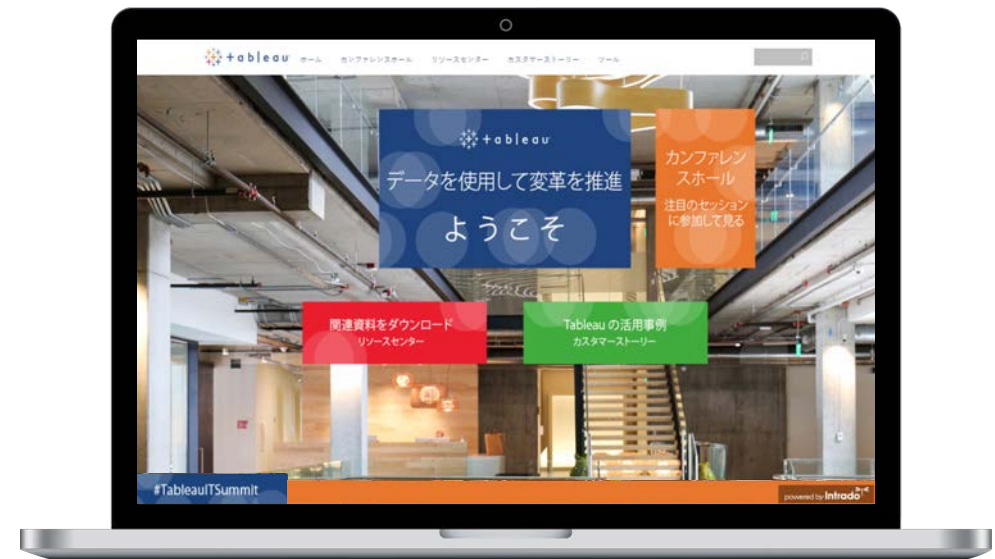 +ableau ホーム カンファレンスホール リソースセンター カスタマーストーリー ツール
+ableau
データを使用して変革を推進
ようこそ
カンファレン
スホール
注目のセッション
に参加して見る
関連資料をダウンロード
リソースセンター
Tableau の活用事例
カスタマーストーリー
#TableauITSummit
powered by Intrado